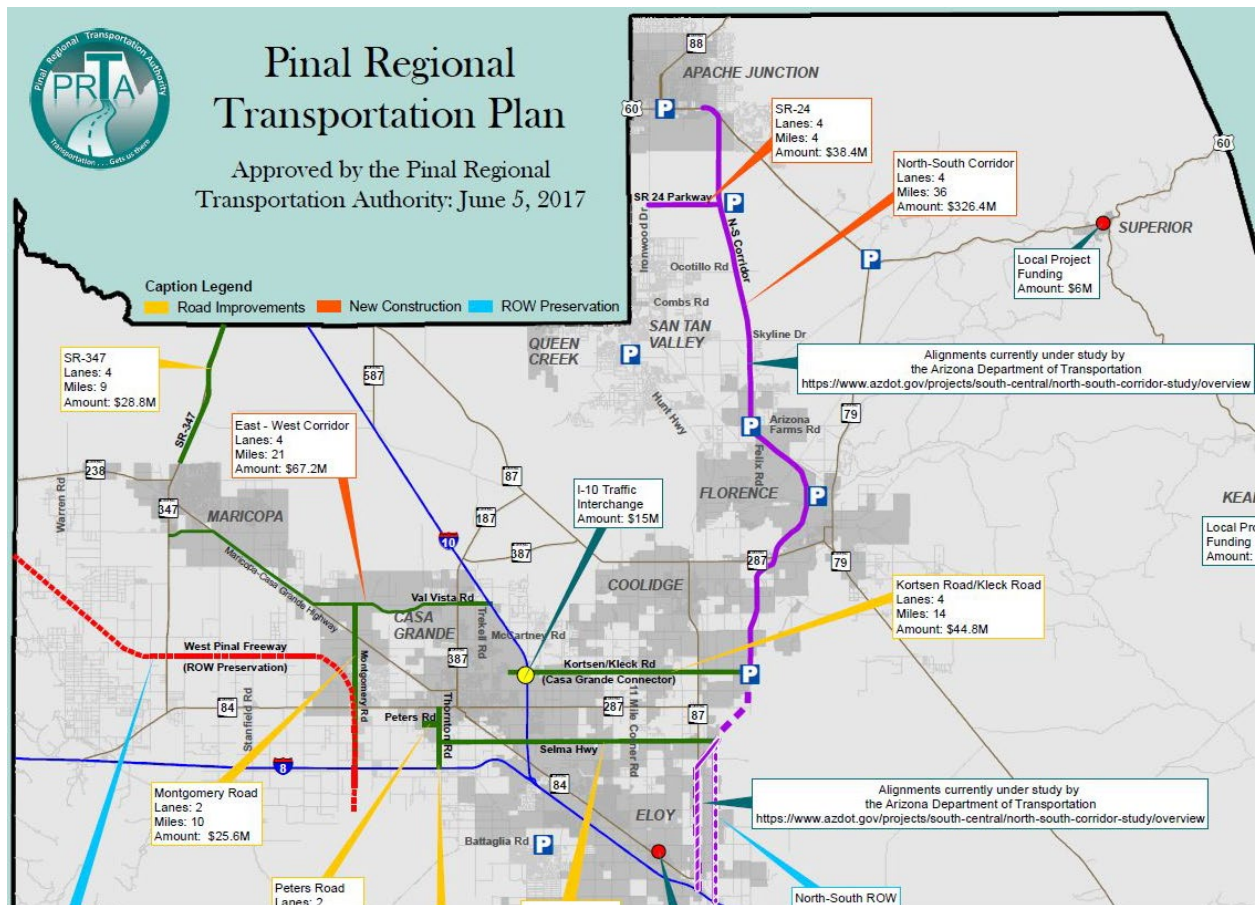 Pinal Regional Transportation Authority
PRTA
Transportation . . . Gets us there
Pinal Regional
Transportation Plan
Approved by the Pinal Regional
Transportation Authority: June 5, 2017
Caption Legend
Road Improvements
New Construction
ROW Preservation
88
APACHE JUNCTION
60
P
SR-24
Lanes: 4
Miles: 4
Amount: $38.4M
North-South Corridor
Lanes: 4
Miles: 36
Amount: $326.4M
60
SR 24 Parkway
P
N-S Corridor
Ironwood Dr
Ocotillo Rd
P
SUPERIOR
Local Project
Funding
Amount: $6M
Combs Rd
SAN TAN
VALLEY
Skyline Dr
QUEEN
CREEK
P
Alignments currently under study by
the Arizona Department of Transportation
https://www.azdot.gov/projects/south-central/north-south-corridor-study/overview
SR-347
Lanes: 4
Miles: 9
Amount: $28.8M
587
Hunt Hwy
79
P
Arizona
Farms Rd
SR-347
East - West Corridor
Lanes: 4
Miles: 21
Amount: $67.2M
238
Warren Rd
87
Felix Rd
FLORENCE
P
I-10 Traffic
Interchange
Amount: $15M
347
MARICOPA
187
10
387
287
79
Local
Funding
Amount:
Maricopa-Casa Grande Highway
COOLIDGE
Kortsen Road/Kleck Road
Lanes: 4
Miles: 14
Amount: $44.8M
Val Vista Rd
CASA
GRANDE
Trekell Rd
McCartney Rd
West Pinal Freeway
(ROW Preservation)
387
Kortsen/Kleck Rd
(Casa Grande Connector)
P
Montgomery Rd
84
Stanfield Rd
Peters Rd
Thornton Rd
287
11 Mile Corner Rd
87
Selma Hwy
8
84
Montgomery Road
Lanes: 2
Miles: 10
Amount: $25.6M
Alignments currently under study by
the Arizona Department of Transportation
https://www.azdot.gov/projects/south-central/north-south-corridor-study/overview
ELOY
Battaglia Rd
P
Peters Road
Lanes: 2
North-South ROW